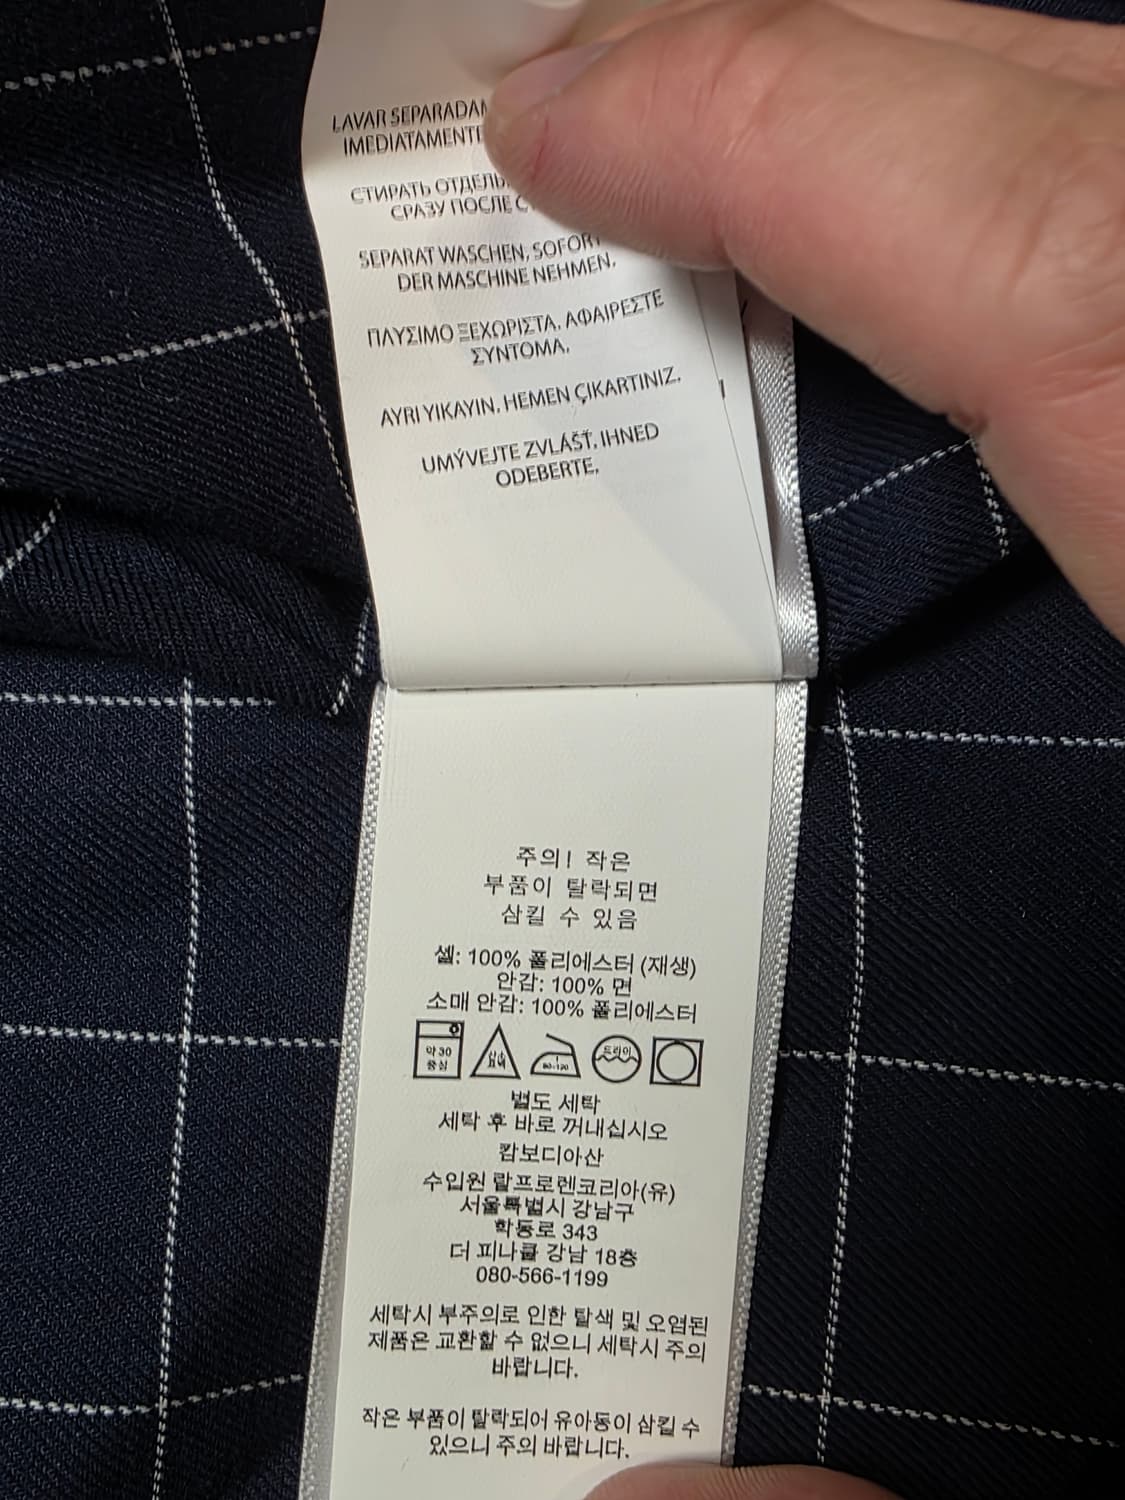 LAVAR
IMEDIATAMENTE
СТИРАТЬ
СРАЗУ ПОСЛЕ
SEPARAT WASCHEN, SOFORT
DER MASCHINE NEHMEN.
ΠΛΥΣΙΜΟ ΞΕΧΩΡΙΣΤΑ. ΑΦΑΙΡΕΣΤΕ
ΣΥΝΤΟΜΑ.
AYRI YIKAYIN. HEMEN ÇIKARTINIZ.
UMÝVEJTE ZVLÁŠŤ. IHNED
ODEBERTE.
주의! 작은
부품이 탈락되면
삼킬 수 있음
셸: 100% 폴리에스터 (재생)
안감: 100% 면
소매 안감: 100% 폴리에스터
약 30
중심
80~120
드라이
별도 세탁
세탁 후 바로 꺼내십시오
캄보디아산
수입원 랄프로렌코리아(유)
서울특별시 강남구
학동로 343
더 피나클 강남 18층
080-566-1199
세탁시 부주의로 인한 탈색 및 오염된
제품은 교환할 수 없으니 세탁시 주의
바랍니다.
작은 부품이 탈락되어 유아동이 삼킬 수
있으니 주의 바랍니다.